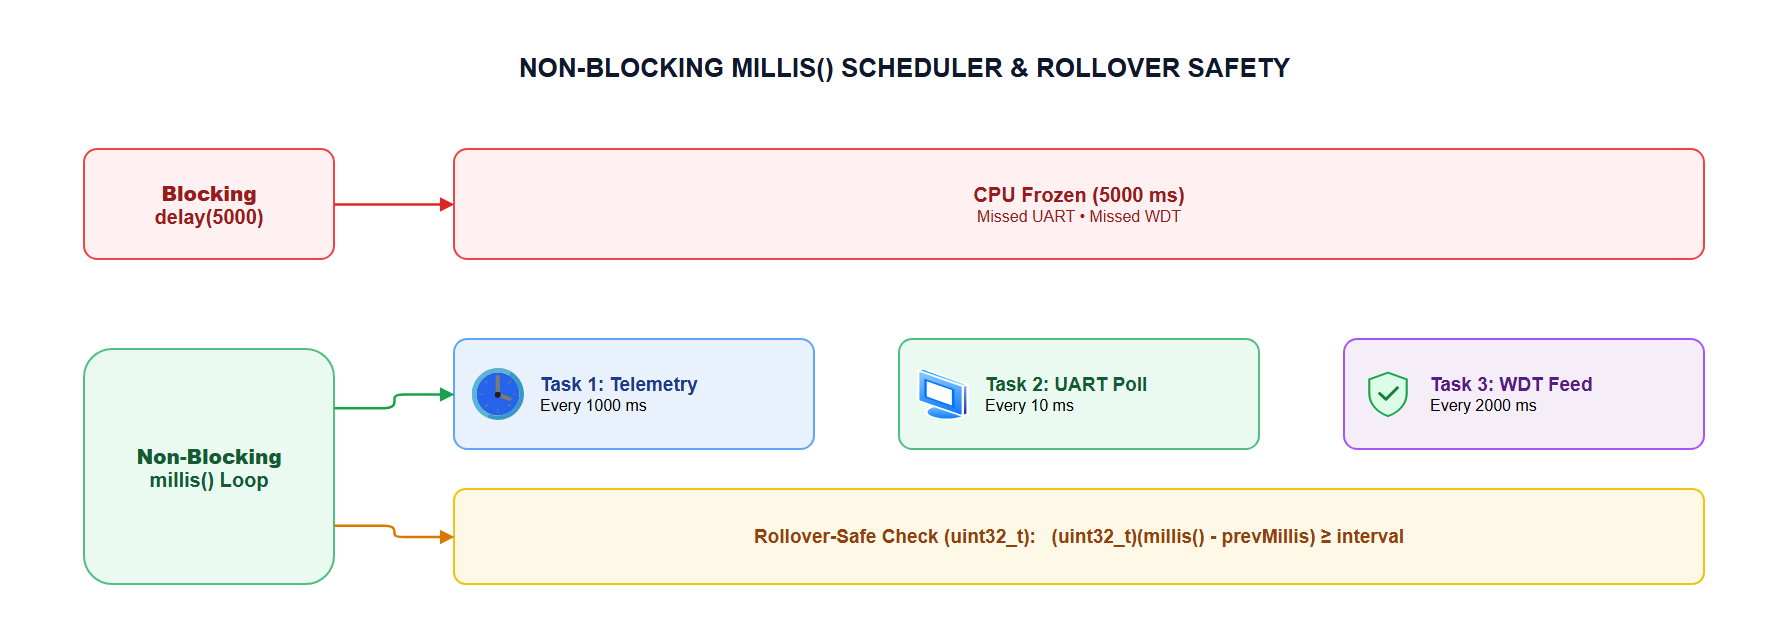 NON-BLOCKING MILLIS() SCHEDULER & ROLLOVER SAFETY
Blocking
delay(5000)
CPU Frozen (5000 ms)
Missed UART • Missed WDT
Non-Blocking
millis() Loop
Task 1: Telemetry
Every 1000 ms
Task 2: UART Poll
Every 10 ms
Task 3: WDT Feed
Every 2000 ms
Rollover-Safe Check (uint32_t): (uint32_t)(millis() - prevMillis) ≥ interval